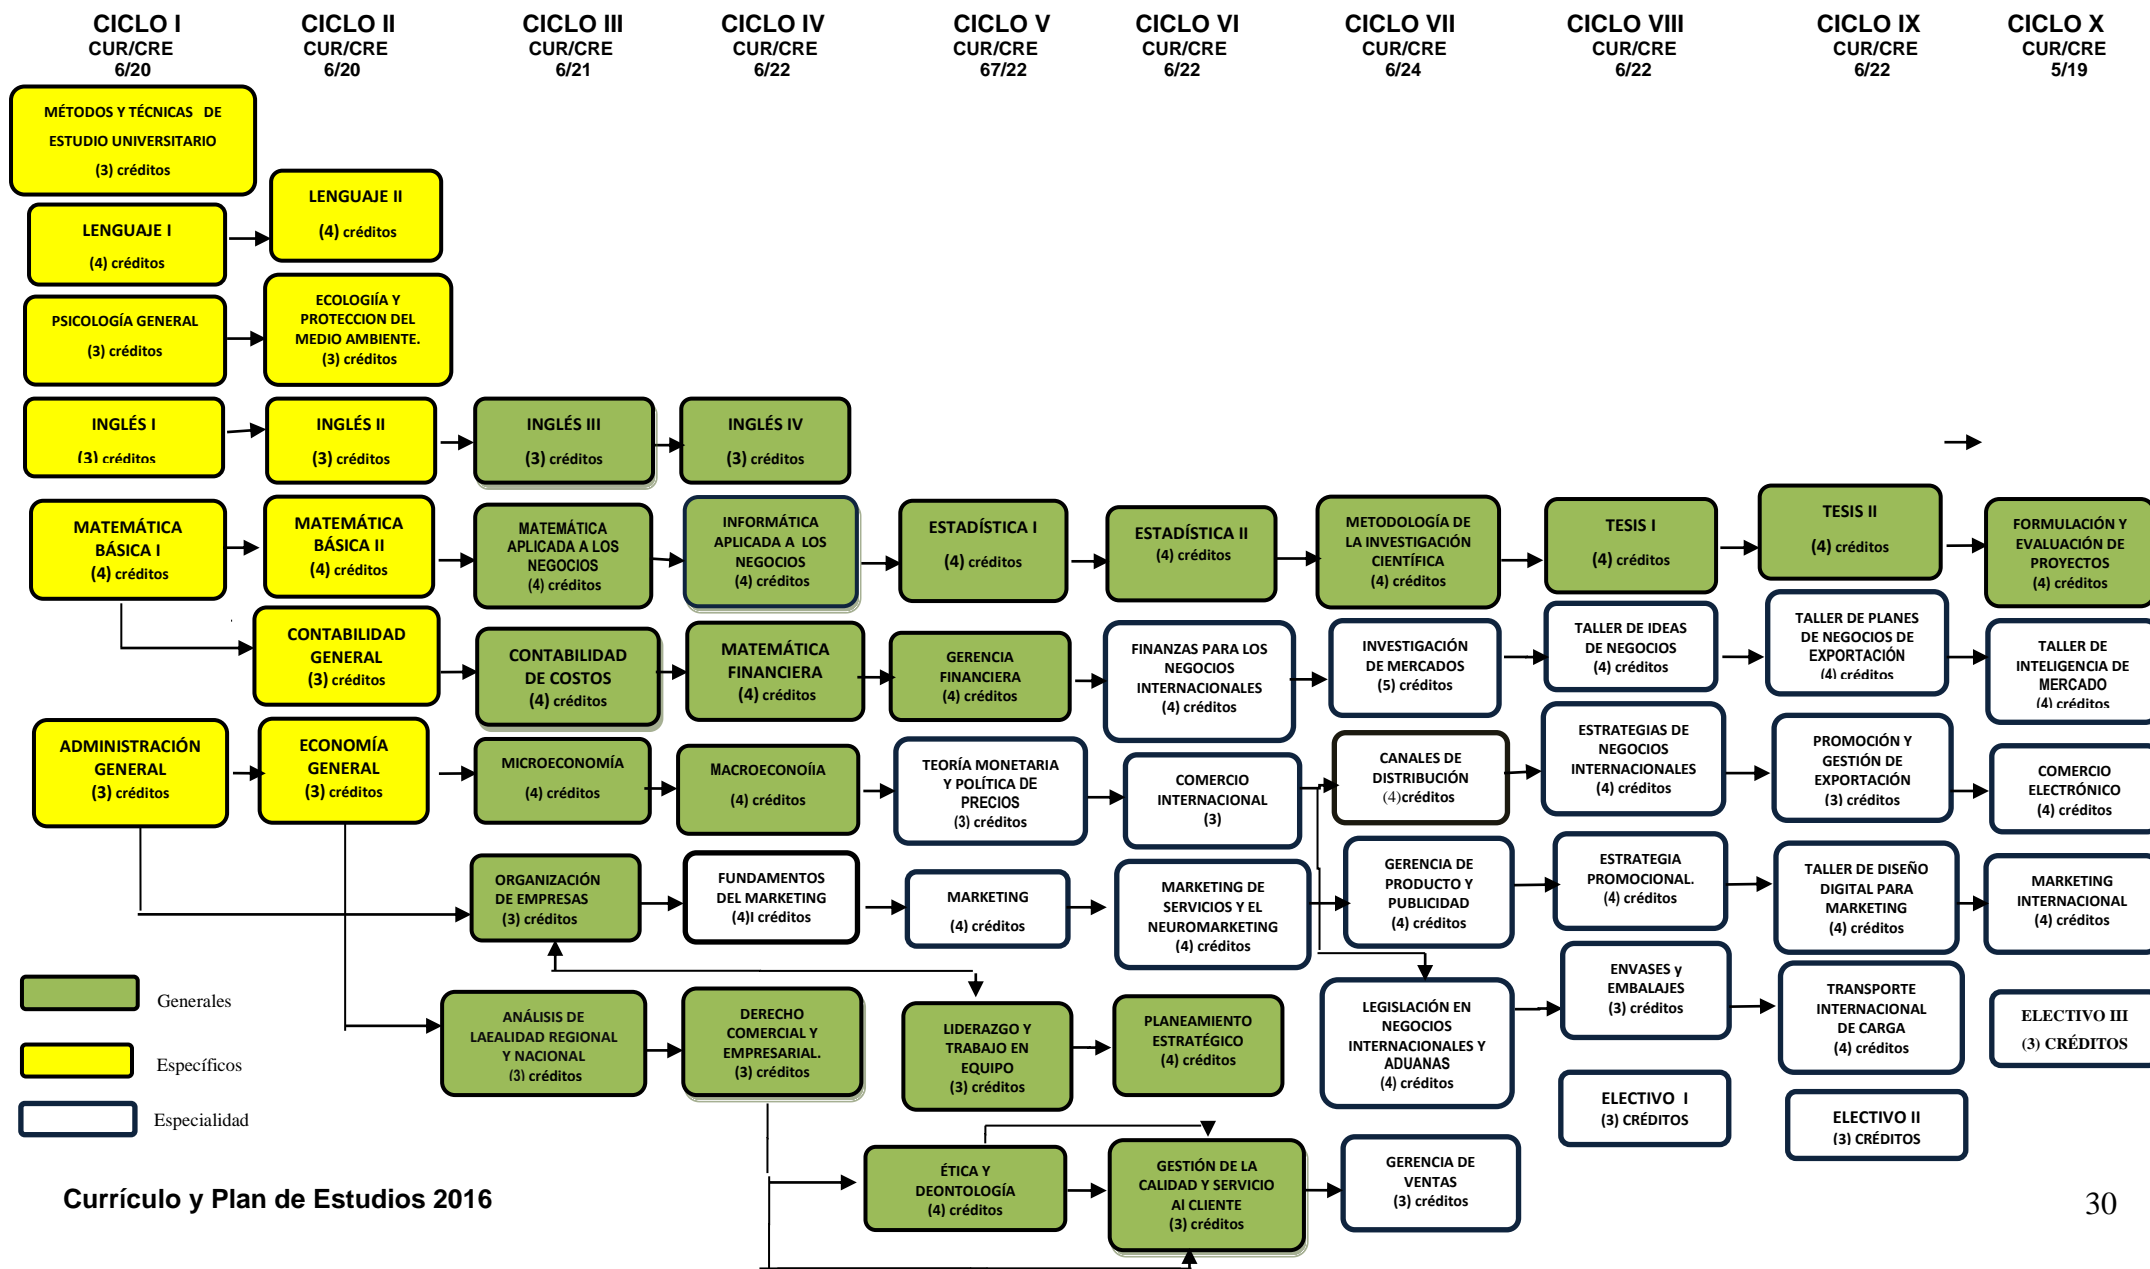 CICLO I
CUR/CRE
6/20
CICLO II
CUR/CRE
6/20
CICLO III
CUR/CRE
6/21
CICLO IV
CUR/CRE
6/22
CICLO V
CUR/CRE
67/22
CICLO VI
CUR/CRE
6/22
CICLO VII
CUR/CRE
6/24
CICLO VIII
CUR/CRE
6/22
CICLO IX
CUR/CRE
6/22
CICLO X
CUR/CRE
5/19
MÉTODOS Y TÉCNICAS DE
ESTUDIO UNIVERSITARIO
(3) créditos
LENGUAJE I
(4) créditos
LENGUAJE II
(4) créditos
PSICOLOGÍA GENERAL
(3) créditos
ECOLOGIÍA Y
PROTECCION DEL
MEDIO AMBIENTE.
(3) créditos
INGLÉS I
(3) créditos
INGLÉS II
(3) créditos
INGLÉS III
(3) créditos
INGLÉS IV
(3) créditos
MATEMÁTICA
BÁSICA I
(4) créditos
MATEMÁTICA
BÁSICA II
(4) créditos
MATEMÁTICA
APLICADA A LOS
NEGOCIOS
(4) créditos
INFORMÁTICA
APLICADA A LOS
NEGOCIOS
(4) créditos
ESTADÍSTICA I
(4) créditos
ESTADÍSTICA II
(4) créditos
METODOLOGÍA DE
LA INVESTIGACIÓN
CIENTÍFICA
(4) créditos
TESIS I
(4) créditos
TESIS II
(4) créditos
FORMULACIÓN Y
EVALUACIÓN DE
PROYECTOS
(4) créditos
CONTABILIDAD
GENERAL
(3) créditos
CONTABILIDAD
DE COSTOS
(4) créditos
MATEMÁTICA
FINANCIERA
(4) créditos
GERENCIA
FINANCIERA
(4) créditos
FINANZAS PARA LOS
NEGOCIOS
INTERNACIONALES
(4) créditos
INVESTIGACIÓN
DE MERCADOS
(5) créditos
TALLER DE IDEAS
DE NEGOCIOS
(4) créditos
TALLER DE PLANES
DE NEGOCIOS DE
EXPORTACIÓN
(4) créditos
TALLER DE
INTELIGENCIA DE
MERCADO
(4) créditos
ADMINISTRACIÓN
GENERAL
(3) créditos
ECONOMÍA
GENERAL
(3) créditos
MICROECONOMÍA
(4) créditos
MACROECONOÍIA
(4) créditos
TEORÍA MONETARIA
Y POLÍTICA DE
PRECIOS
(3) créditos
COMERCIO
INTERNACIONAL
(3)
CANALES DE
DISTRIBUCIÓN
(4)créditos
ESTRATEGIAS DE
NEGOCIOS
INTERNACIONALES
(4) créditos
PROMOCIÓN Y
GESTIÓN DE
EXPORTACIÓN
(3) créditos
COMERCIO
ELECTRÓNICO
(4) créditos
ORGANIZACIÓN
DE EMPRESAS
(3) créditos
FUNDAMENTOS
DEL MARKETING
(4)I créditos
MARKETING
(4) créditos
MARKETING DE
SERVICIOS Y EL
NEUROMARKETING
(4) créditos
GERENCIA DE
PRODUCTO Y
PUBLICIDAD
(4) créditos
ESTRATEGIA
PROMOCIONAL.
(4) créditos
TALLER DE DISEÑO
DIGITAL PARA
MARKETING
(4) créditos
MARKETING
INTERNACIONAL
(4) créditos
ANÁLISIS DE
LAEALIDAD REGIONAL
Y NACIONAL
(3) créditos
DERECHO
COMERCIAL Y
EMPRESARIAL.
(3) créditos
LIDERAZGO Y
TRABAJO EN
EQUIPO
(3) créditos
PLANEAMIENTO
ESTRATÉGICO
(4) créditos
LEGISLACIÓN EN
NEGOCIOS
INTERNACIONALES Y
ADUANAS
(4) créditos
ENVASES y
EMBALAJES
(3) créditos
TRANSPORTE
INTERNACIONAL
DE CARGA
(4) créditos
ELECTIVO III
(3) CRÉDITOS
ELECTIVO I
(3) CRÉDITOS
ELECTIVO II
(3) CRÉDITOS
ÉTICA Y
DEONTOLOGÍA
(4) créditos
GESTIÓN DE LA
CALIDAD Y SERVICIO
Al CLIENTE
(3) créditos
GERENCIA DE
VENTAS
(3) créditos
Generales
Específicos
Especialidad
Currículo y Plan de Estudios 2016
30